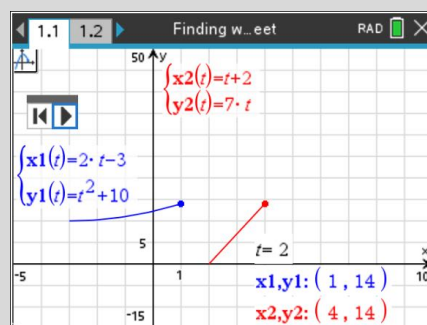 1.1 1.2 Finding w...eet RAD
50 y
x2(t)=t+2
y2(t)=7·t
x1(t)=2·t-3
y1(t)=t²+10
5
t= 2
x
-5 1 10
x1,y1: ( 1 , 14 )
-15
x2,y2: ( 4 , 14 )